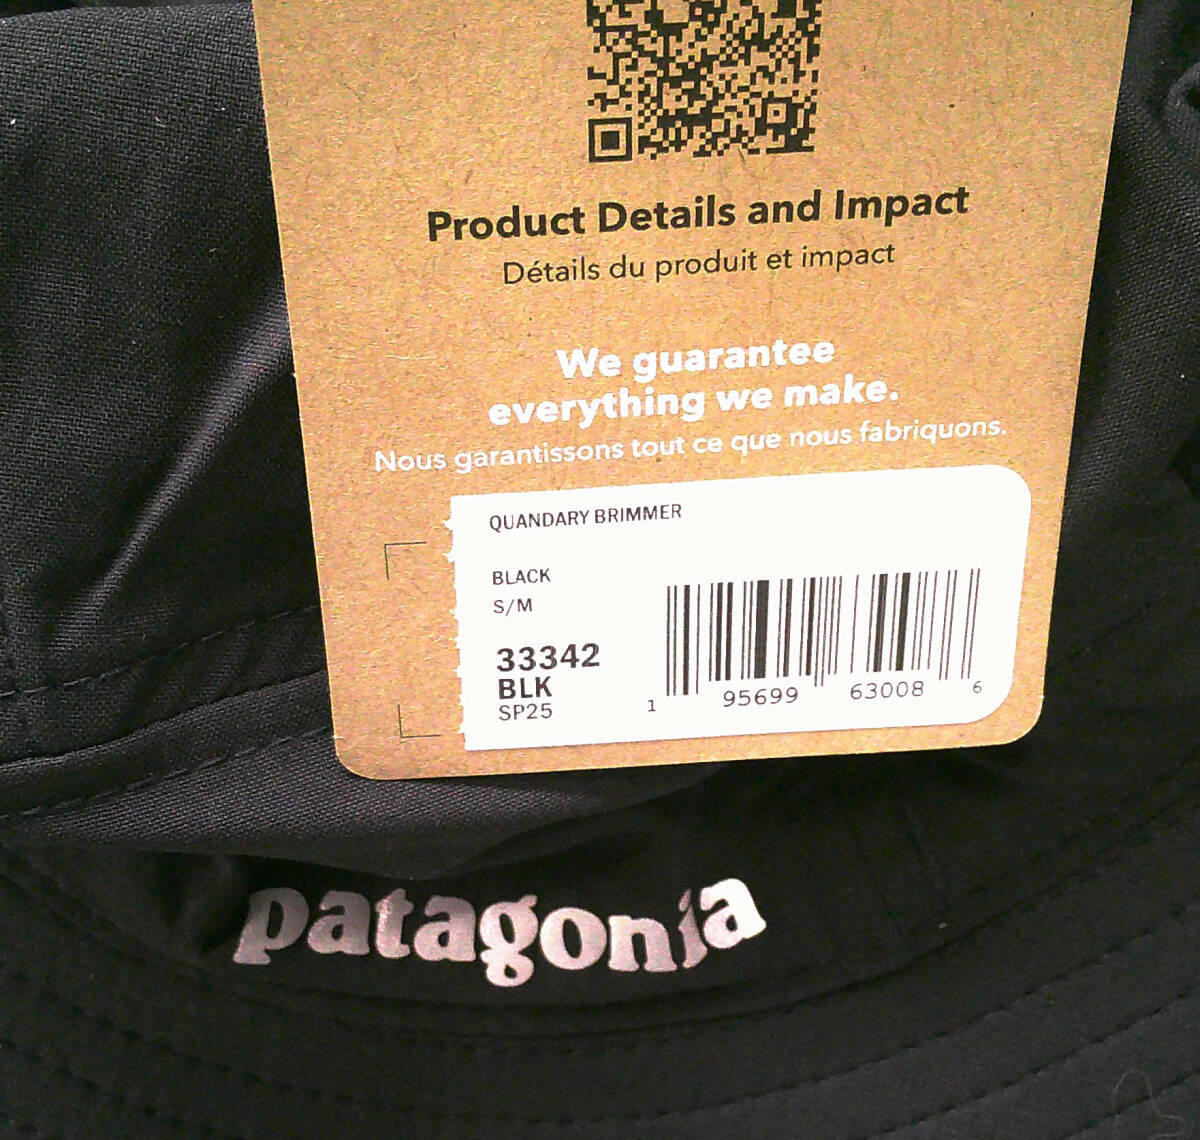 Product Details and Impact
Détails du produit et impact
We guarantee
everything we make.
Nous garantissons tout ce que nous fabriquons.
QUANDARY BRIMMER
BLACK
S/M
33342
BLK
SP25
1 95699 63008 6
patagonia